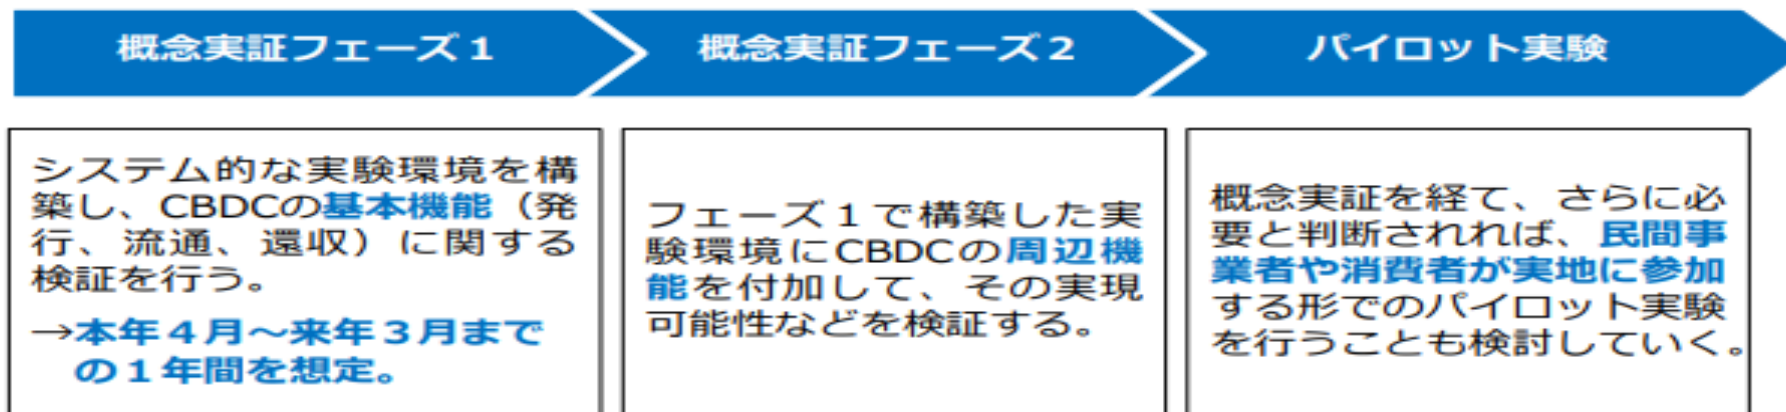 概念実証フェーズ１
概念実証フェーズ２
パイロット実験
システム的な実験環境を構
築し、CBDCの基本機能（発
行、流通、還収）に関する
検証を行う。
→本年４月～来年３月まで
の１年間を想定。
フェーズ１で構築した実
験環境にCBDCの周辺機
能を付加して、その実現
可能性などを検証する。
概念実証を経て、さらに必
要と判断されれば、民間事
業者や消費者が実地に参加
する形でのパイロット実験
を行うことも検討していく。